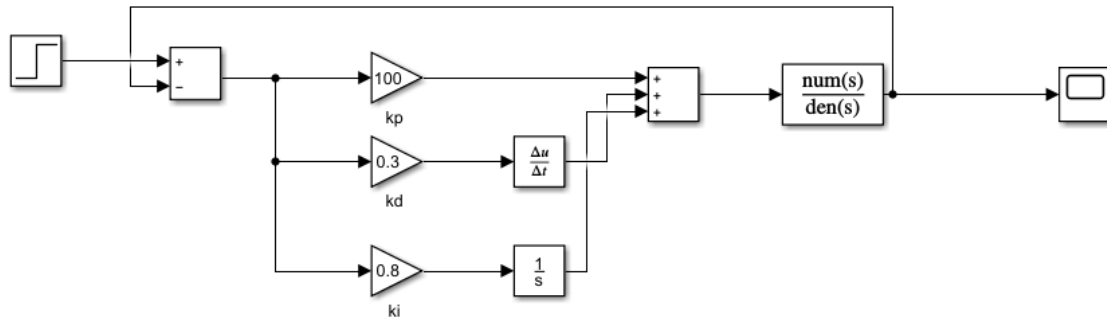 +
−
100
kp
+
+
+
num(s)
den(s)
0.3
kd
Δu
Δt
0.8
ki
1
s